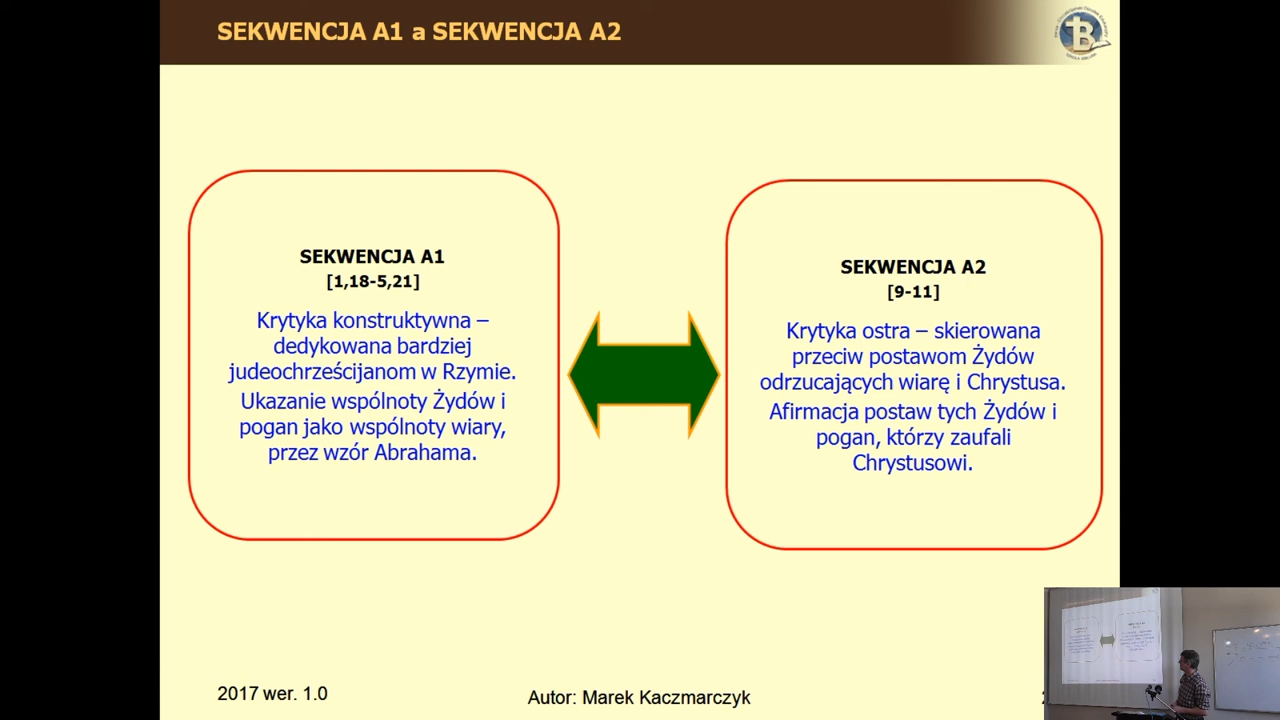 SEKWENCJA A1 a SEKWENCJA A2
SEKWENCJA A1
[1,18-5,21]
Krytyka konstruktywna –
dedykowana bardziej
judeochrześcijanom w Rzymie.
Ukazanie wspólnoty Żydów i
pogan jako wspólnoty wiary,
przez wzór Abrahama.
SEKWENCJA A2
[9-11]
Krytyka ostra – skierowana
przeciw postawom Żydów
odrzucających wiarę i Chrystusa.
Afirmacja postaw tych Żydów i
pogan, którzy zaufali
Chrystusowi.
2017 wer. 1.0
Autor: Marek Kaczmarczyk